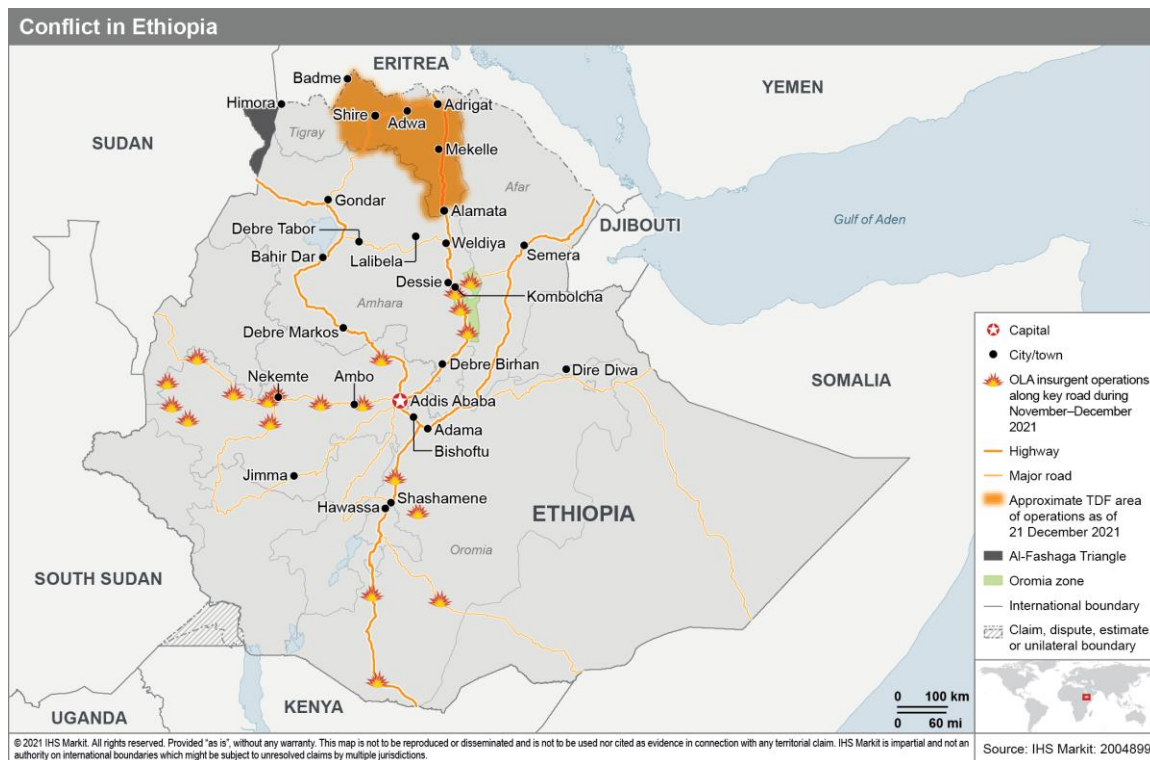 Conflict in Ethiopia
ERITREA
YEMEN
Badme
Himora
Adrigat
Shire
Adwa
SUDAN
Tigray
Mekelle
Afar
Gondar
Alamata
Gulf of Aden
DJIBOUTI
Debre Tabor
Weldiya
Semera
Bahir Dar
Lalibela
Dessie
Kombolcha
Amhara
Debre Markos
Debre Birhan
Dire Diwa
Nekemte
Ambo
Addis Ababa
SOMALIA
Adama
Bishoftu
Jimma
Shashamene
Hawassa
ETHIOPIA
Oromia
SOUTH SUDAN
KENYA
UGANDA
Capital
City/town
OLA insurgent operations
along key road during
November–December
2021
Highway
Major road
Approximate TDF area
of operations as of
21 December 2021
Al-Fashaga Triangle
Oromia zone
International boundary
Claim, dispute, estimate
or unilateral boundary
0 100 km
0 60 mi
© 2021 IHS Markit. All rights reserved. Provided "as is", without any warranty. This map is not to be reproduced or disseminated and is not to be used nor cited as evidence in connection with any territorial claim. IHS Markit is impartial and not an
authority on international boundaries which might be subject to unresolved claims by multiple jurisdictions.
Source: IHS Markit: 2004899